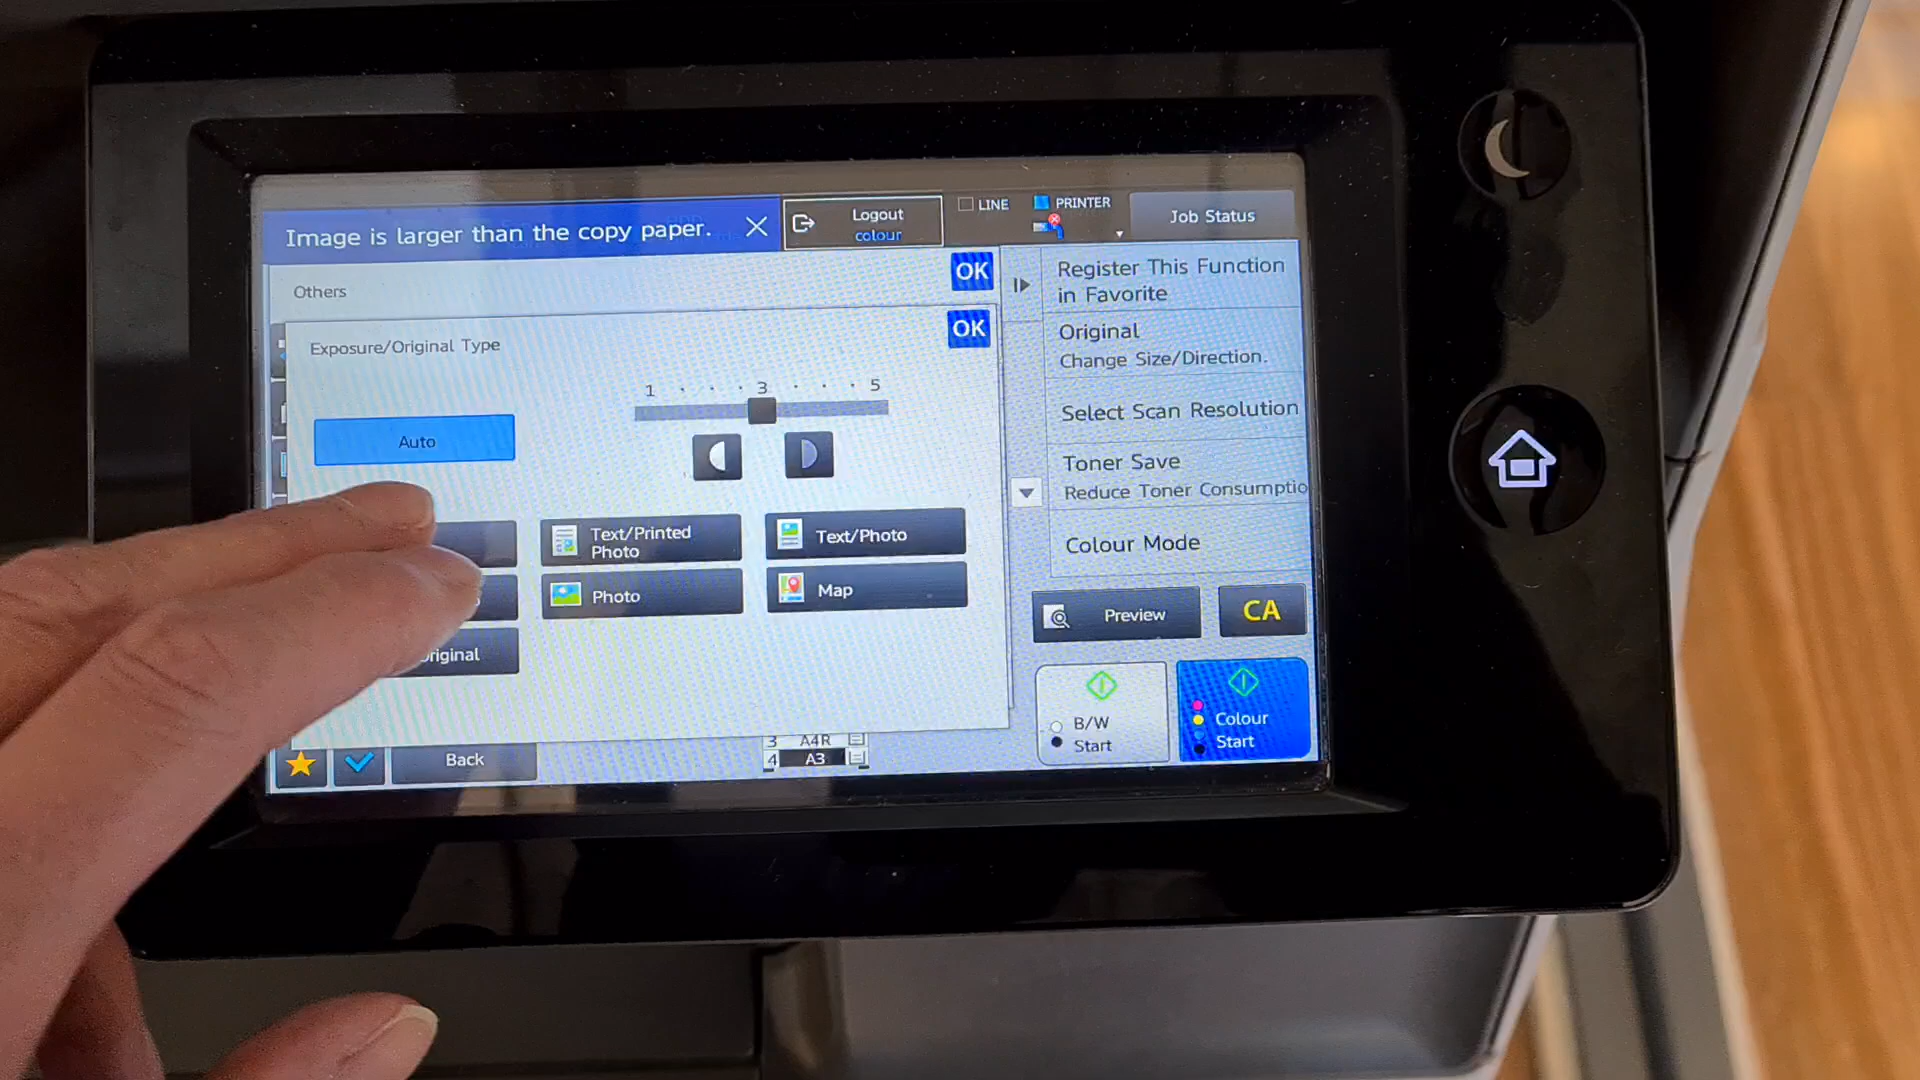 Image is larger than the copy paper.
Logout
colour
LINE
PRINTER
Job Status
Others
OK
Exposure/Original Type
OK
1 · · · 3 · · · 5
Auto
Text/Printed
Photo
Text/Photo
Photo
Map
Original
Back
3 A4R
4 A3
Register This Function
in Favorite
Original
Change Size/Direction.
Select Scan Resolution
Toner Save
Reduce Toner Consumptio
Colour Mode
Preview
CA
B/W
Start
Colour
Start